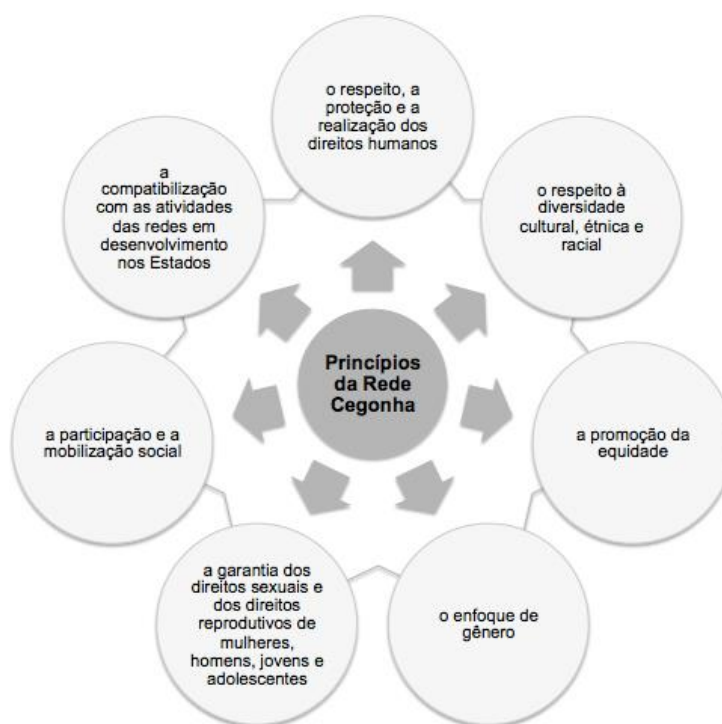 o respeito, a
proteção e a
realização dos
direitos humanos
o respeito à
diversidade
cultural, étnica e
racial
a promoção da
equidade
o enfoque de
gênero
a garantia dos
direitos sexuais e
dos direitos
reprodutivos de
mulheres,
homens, jovens e
adolescentes
a participação e a
mobilização social
a
compatibilização
com as atividades
das redes em
desenvolvimento
nos Estados
Princípios
da Rede
Cegonha